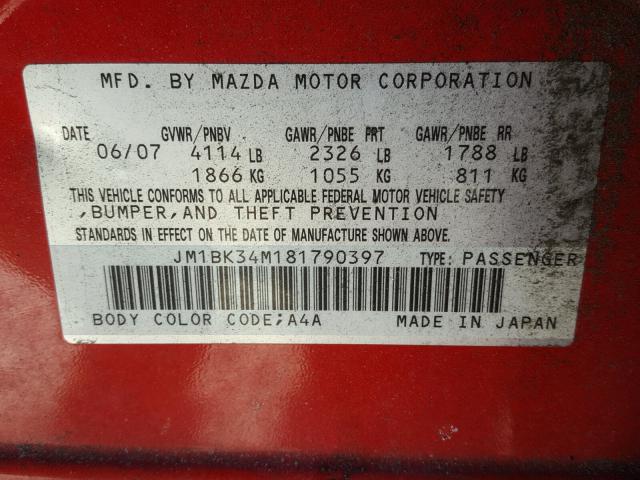 MFD. BY MAZDA MOTOR CORPORATION
DATE GVWR/PNBV GAWR/PNBE FRT GAWR/PNBE RR
06/07 4114 LB 2326 LB 1788 LB
1866 KG 1055 KG 811 KG
THIS VEHICLE CONFORMS TO ALL APPLICABLE FEDERAL MOTOR VEHICLE SAFETY
,BUMPER,AND THEFT PREVENTION
STANDARDS IN EFFECT ON THE DATE OF MANUFACTURE SHOWN ABOVE.
JM1BK34M181790397 TYPE: PASSENGER
BODY COLOR CODE;A4A MADE IN JAPAN